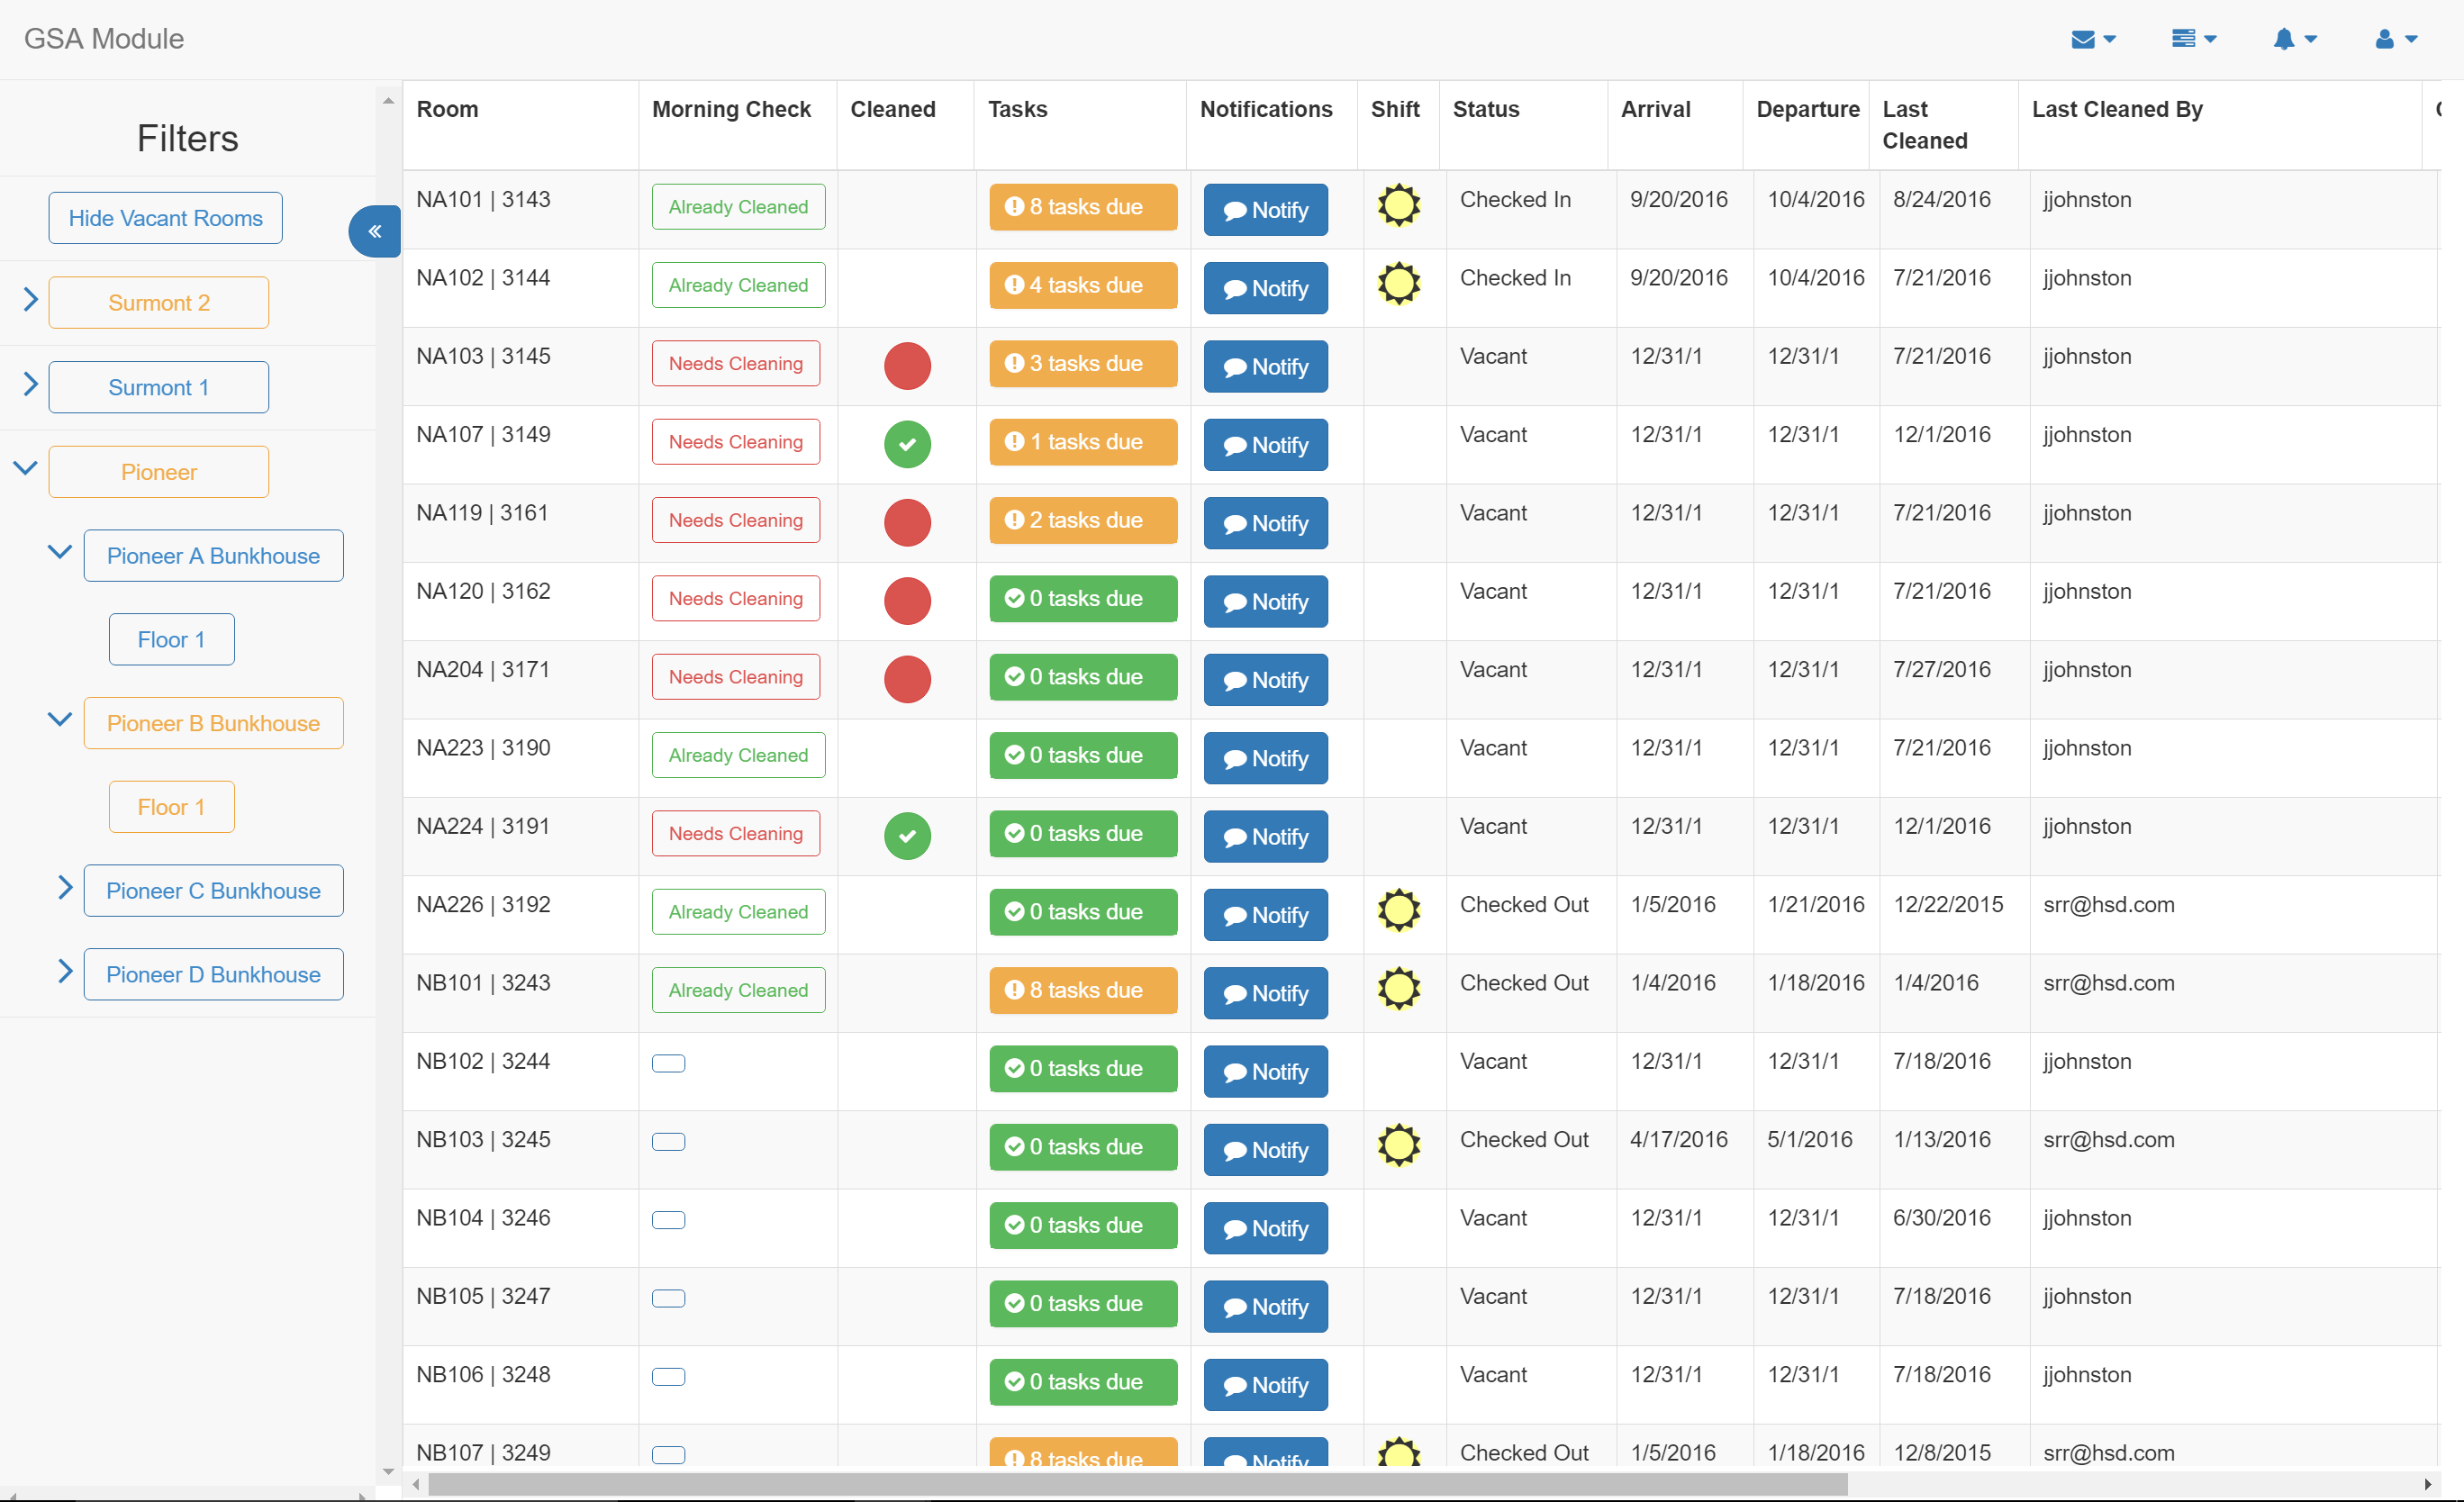 GSA Module
Filters
Hide Vacant Rooms
Surmont 2
Surmont 1
Pioneer
Pioneer A Bunkhouse
Floor 1
Pioneer B Bunkhouse
Floor 1
Pioneer C Bunkhouse
Pioneer D Bunkhouse
Room Morning Check Cleaned Tasks Notifications Shift Status Arrival Departure Last Cleaned Last Cleaned By
NA101 | 3143 Already Cleaned 8 tasks due Notify Checked In 9/20/2016 10/4/2016 8/24/2016 jjohnston
NA102 | 3144 Already Cleaned 4 tasks due Notify Checked In 9/20/2016 10/4/2016 7/21/2016 jjohnston
NA103 | 3145 Needs Cleaning 3 tasks due Notify Vacant 12/31/1 12/31/1 7/21/2016 jjohnston
NA107 | 3149 Needs Cleaning 1 tasks due Notify Vacant 12/31/1 12/31/1 12/1/2016 jjohnston
NA119 | 3161 Needs Cleaning 2 tasks due Notify Vacant 12/31/1 12/31/1 7/21/2016 jjohnston
NA120 | 3162 Needs Cleaning 0 tasks due Notify Vacant 12/31/1 12/31/1 7/21/2016 jjohnston
NA204 | 3171 Needs Cleaning 0 tasks due Notify Vacant 12/31/1 12/31/1 7/27/2016 jjohnston
NA223 | 3190 Already Cleaned 0 tasks due Notify Vacant 12/31/1 12/31/1 7/21/2016 jjohnston
NA224 | 3191 Needs Cleaning 0 tasks due Notify Vacant 12/31/1 12/31/1 12/1/2016 jjohnston
NA226 | 3192 Already Cleaned 0 tasks due Notify Checked Out 1/5/2016 1/21/2016 12/22/2015 srr@hsd.com
NB101 | 3243 Already Cleaned 8 tasks due Notify Checked Out 1/4/2016 1/18/2016 1/4/2016 srr@hsd.com
NB102 | 3244 0 tasks due Notify Vacant 12/31/1 12/31/1 7/18/2016 jjohnston
NB103 | 3245 0 tasks due Notify Checked Out 4/17/2016 5/1/2016 1/13/2016 srr@hsd.com
NB104 | 3246 0 tasks due Notify Vacant 12/31/1 12/31/1 6/30/2016 jjohnston
NB105 | 3247 0 tasks due Notify Vacant 12/31/1 12/31/1 7/18/2016 jjohnston
NB106 | 3248 0 tasks due Notify Vacant 12/31/1 12/31/1 7/18/2016 jjohnston
NB107 | 3249 8 tasks due Notify Checked Out 1/5/2016 1/18/2016 12/8/2015 srr@hsd.com